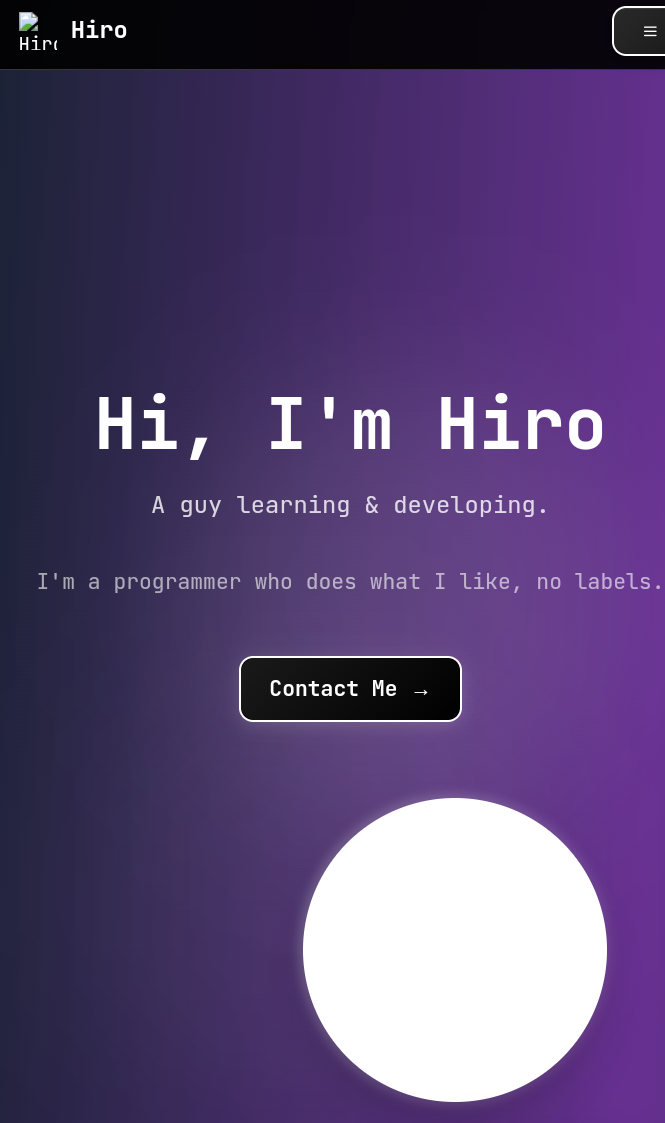 Hiro
Hiro
≡
Hi, I'm Hiro
A guy learning & developing.
I'm a programmer who does what I like, no labels.
Contact Me →